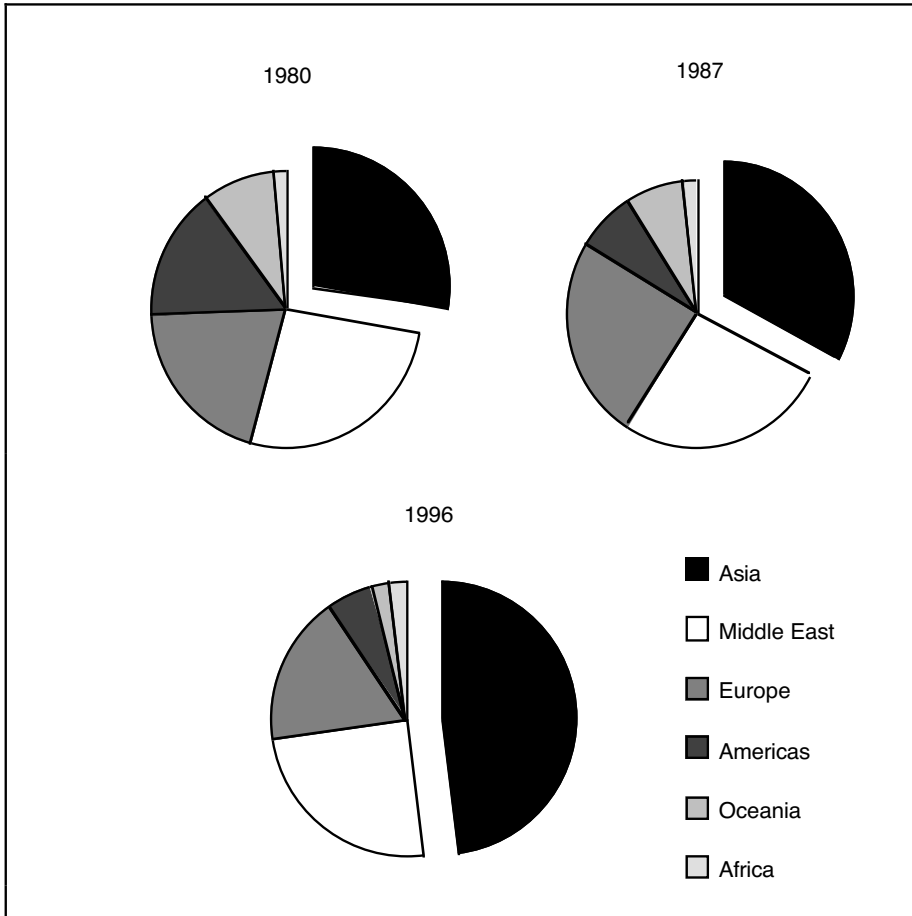 1980
1987
1996
Asia
Middle East
Europe
Americas
Oceania
Africa